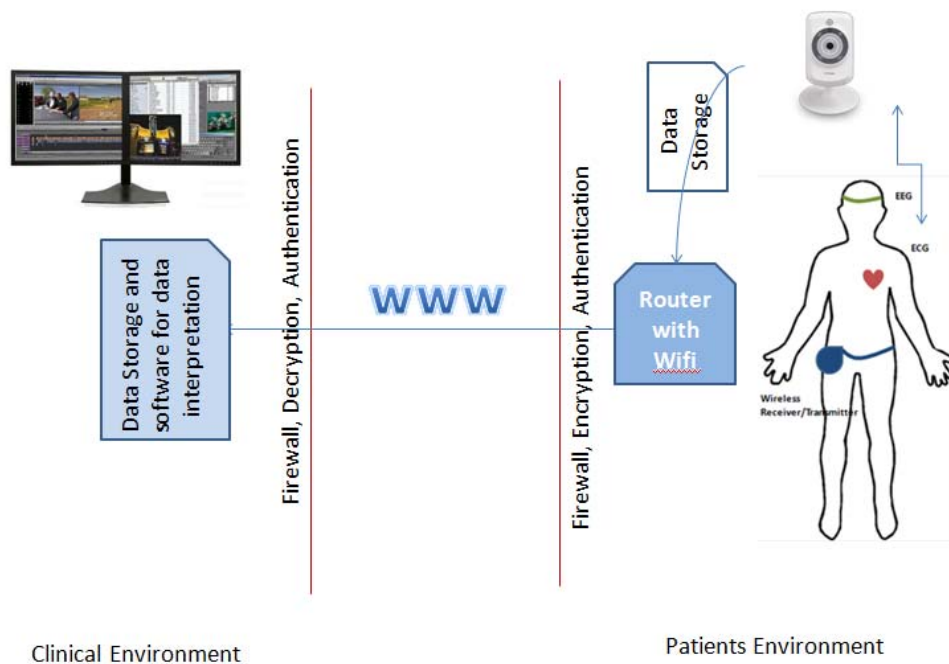 Data
Storage
EEG
ECG
Firewall, Decryption, Authentication
Data Storage and
software for data
interpretation
WWW
Firewall, Encryption, Authentication
Router
with
Wifi
Wireless
Receiver/Transmitter
Clinical Environment
Patients Environment